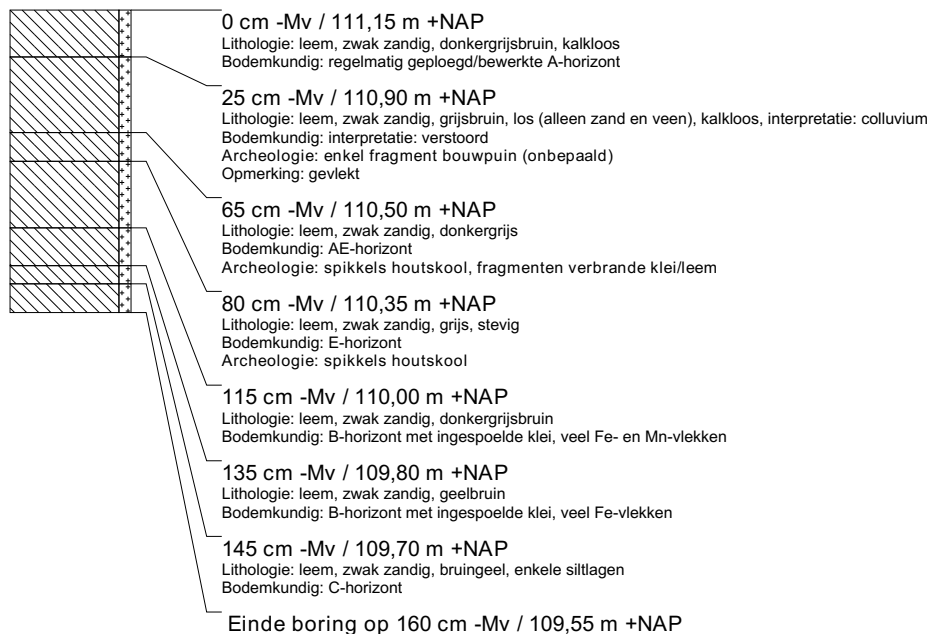 0 cm -Mv / 111,15 m +NAP
Lithologie: leem, zwak zandig, donkergrijsbruin, kalkloos
Bodemkundig: regelmatig geploegd/bewerkte A-horizont
25 cm -Mv / 110,90 m +NAP
Lithologie: leem, zwak zandig, grijsbruin, los (alleen zand en veen), kalkloos, interpretatie: colluvium
Bodemkundig: interpretatie: verstoord
Archeologie: enkel fragment bouwpuin (onbepaald)
Opmerking: gevlekt
65 cm -Mv / 110,50 m +NAP
Lithologie: leem, zwak zandig, donkergrijs
Bodemkundig: AE-horizont
Archeologie: spikkels houtskool, fragmenten verbrande klei/leem
80 cm -Mv / 110,35 m +NAP
Lithologie: leem, zwak zandig, grijs, stevig
Bodemkundig: E-horizont
Archeologie: spikkels houtskool
115 cm -Mv / 110,00 m +NAP
Lithologie: leem, zwak zandig, donkergrijsbruin
Bodemkundig: B-horizont met ingespoelde klei, veel Fe- en Mn-vlekken
135 cm -Mv / 109,80 m +NAP
Lithologie: leem, zwak zandig, geelbruin
Bodemkundig: B-horizont met ingespoelde klei, veel Fe-vlekken
145 cm -Mv / 109,70 m +NAP
Lithologie: leem, zwak zandig, bruingeel, enkele siltlagen
Bodemkundig: C-horizont
Einde boring op 160 cm -Mv / 109,55 m +NAP